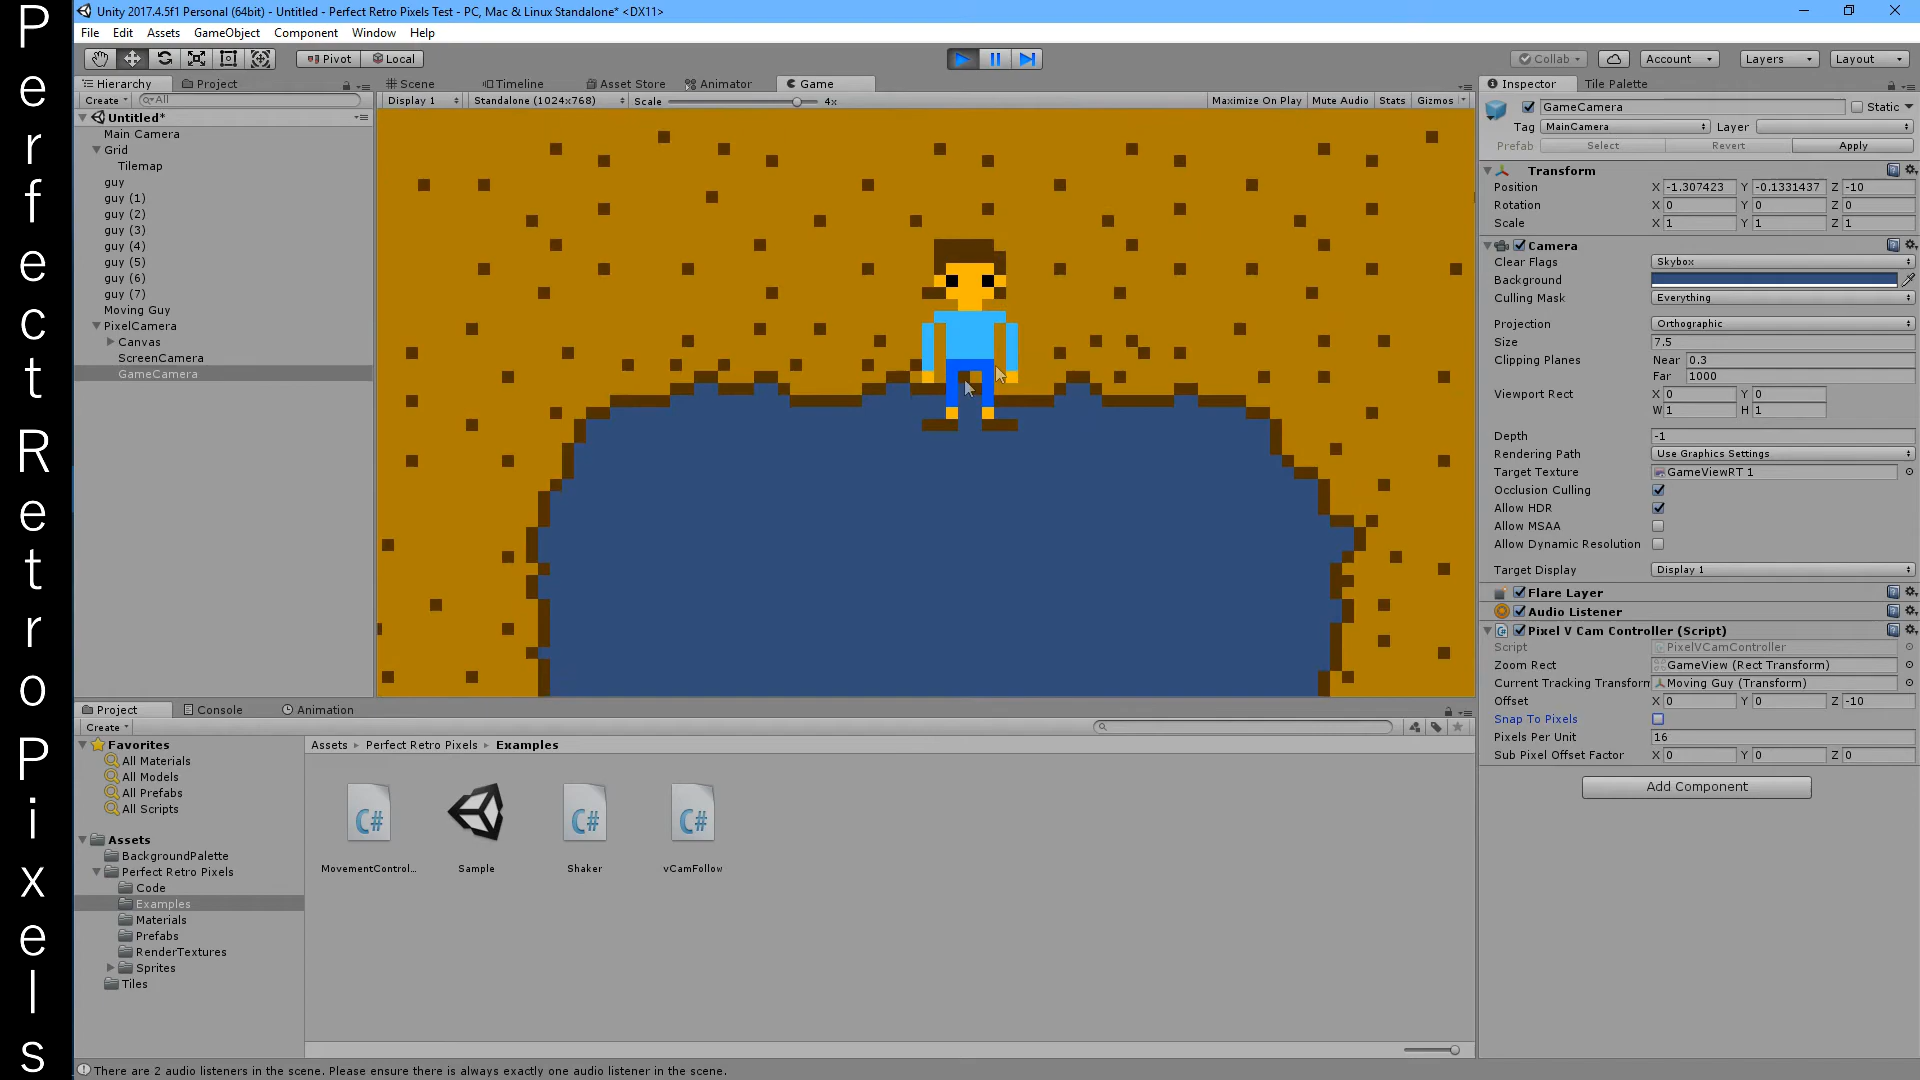 Perfect Retro Pixels
Unity 2017.4.5f1 Personal (64bit) - Untitled - Perfect Retro Pixels Test - PC, Mac & Linux Standalone* <DX11>
File Edit Assets GameObject Component Window Help
Pivot Local Collab Account Layers Layout
Hierarchy Project Scene Timeline Asset Store Animator Game Inspector Tile Palette
Create All Display 1 Standalone (1024x768) Scale 4x Maximize On Play Mute Audio Stats Gizmos
Untitled*
Main Camera
Grid
Tilemap
guy
guy (1)
guy (2)
guy (3)
guy (4)
guy (5)
guy (6)
guy (7)
Moving Guy
PixelCamera
Canvas
ScreenCamera
GameCamera
GameCamera Static
Tag MainCamera Layer
Prefab Select Revert Apply
Transform
Position X -1.307423 Y -0.1331437 Z -10
Rotation X 0 Y 0 Z 0
Scale X 1 Y 1 Z 1
Camera
Clear Flags Skybox
Background
Culling Mask Everything
Projection Orthographic
Size 7.5
Clipping Planes Near 0.3
Far 1000
Viewport Rect X 0 Y 0
W 1 H 1
Depth -1
Rendering Path Use Graphics Settings
Target Texture GameViewRT 1
Occlusion Culling
Allow HDR
Allow MSAA
Allow Dynamic Resolution
Target Display Display 1
Flare Layer
Audio Listener
Pixel V Cam Controller (Script)
Script PixelVCamController
Zoom Rect GameView (Rect Transform)
Current Tracking Transform Moving Guy (Transform)
Offset X 0 Y 0 Z -10
Snap To Pixels
Pixels Per Unit 16
Sub Pixel Offset Factor X 0 Y 0 Z 0
Add Component
Project Console Animation
Create
Favorites
All Materials
All Models
All Prefabs
All Scripts
Assets
BackgroundPalette
Perfect Retro Pixels
Code
Examples
Materials
Prefabs
RenderTextures
Sprites
Tiles
Assets Perfect Retro Pixels Examples
C# C# C#
MovementControl... Sample Shaker vCamFollow
There are 2 audio listeners in the scene. Please ensure there is always exactly one audio listener in the scene.